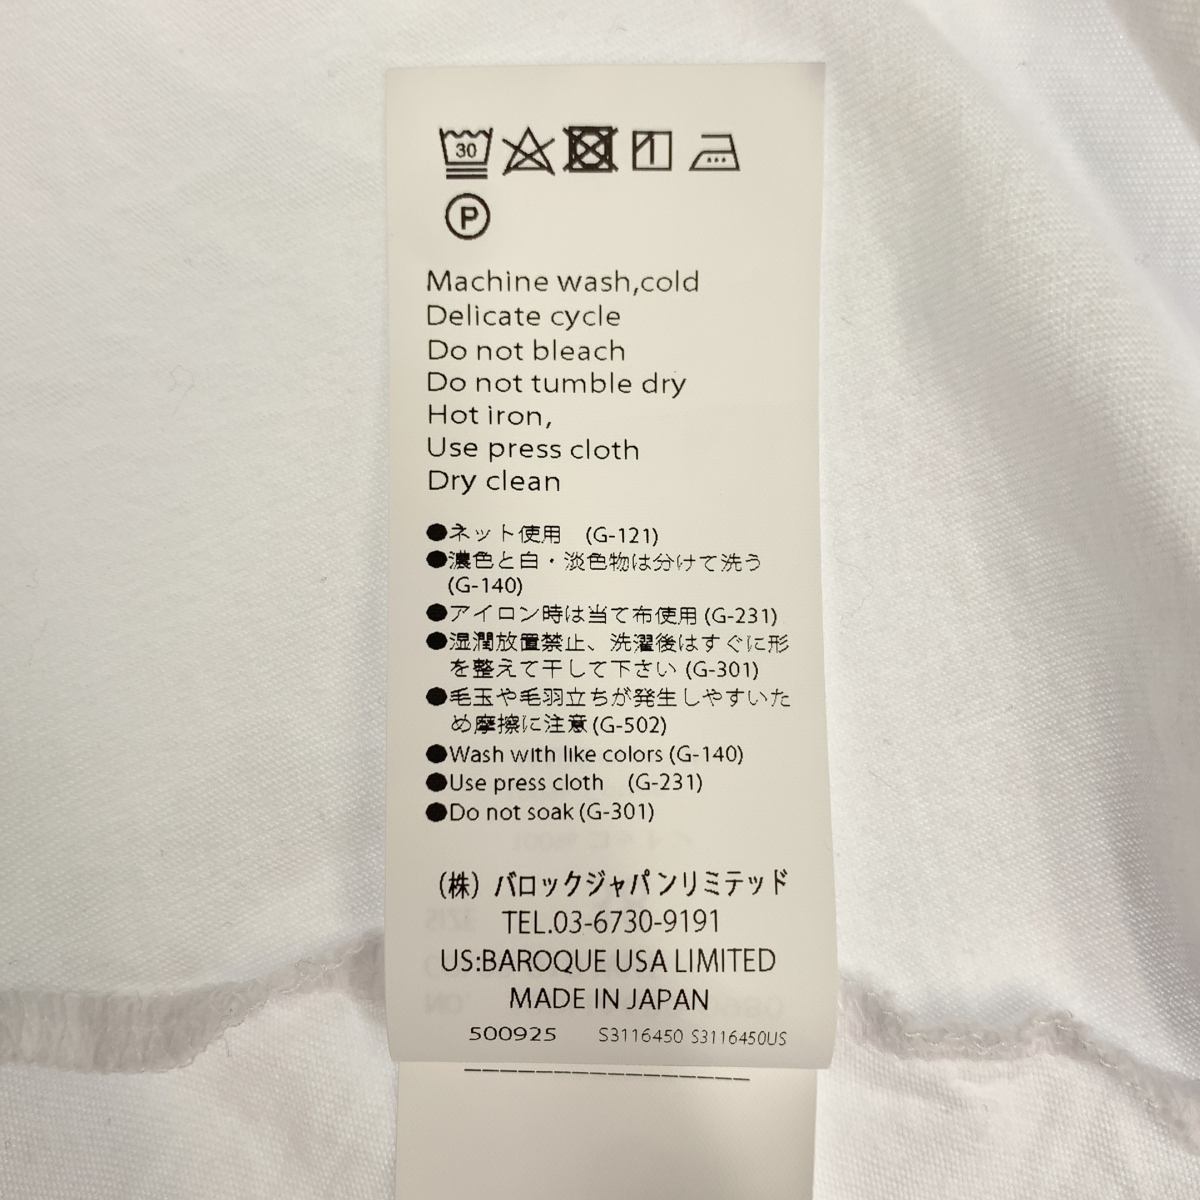 30
P
Machine wash,cold
Delicate cycle
Do not bleach
Do not tumble dry
Hot iron,
Use press cloth
Dry clean
●ネット使用 (G-121)
●濃色と白・淡色物は分けて洗う
(G-140)
●アイロン時は当て布使用 (G-231)
●湿潤放置禁止、洗濯後はすぐに形
を整えて干して下さい (G-301)
●毛玉や毛羽立ちが発生しやすいた
め摩擦に注意 (G-502)
●Wash with like colors (G-140)
●Use press cloth (G-231)
●Do not soak (G-301)
(株) バロックジャパンリミテッド
TEL.03-6730-9191
US:BAROQUE USA LIMITED
MADE IN JAPAN
500925 S3116450 S3116450US